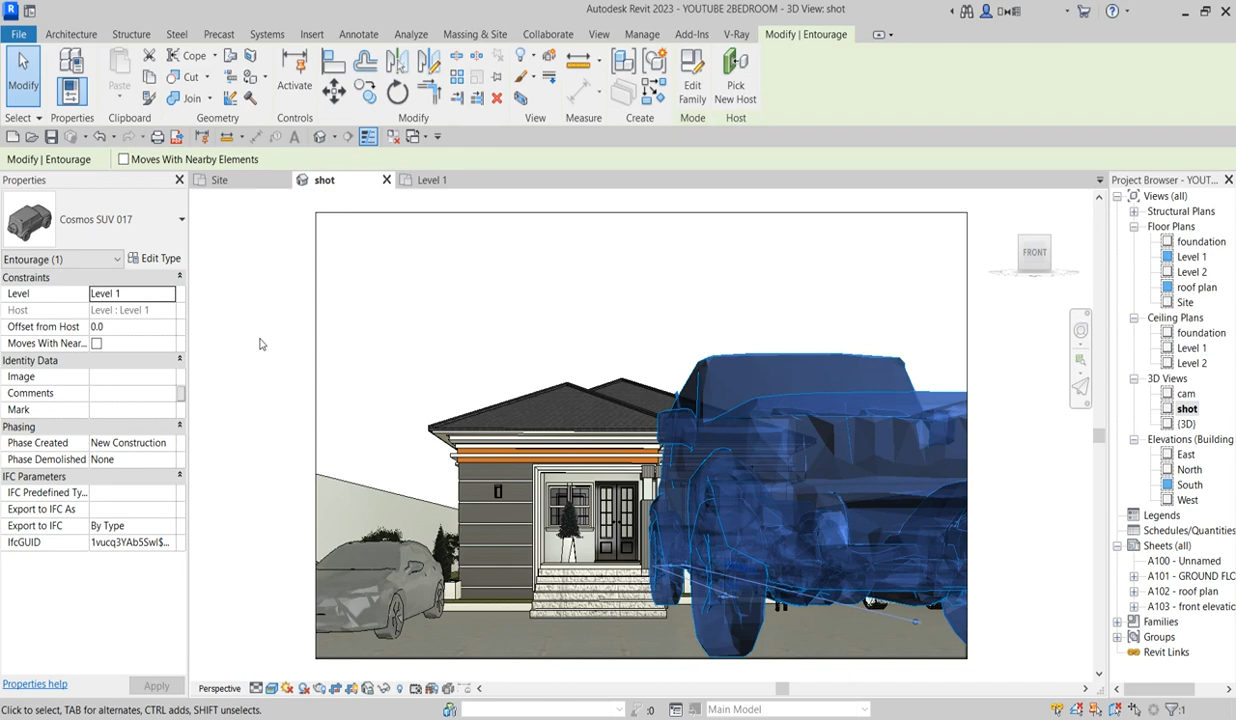 Autodesk Revit 2023 - YOUTUBE 2BEDROOM - 3D View: shot
File Architecture Structure Steel Precast Systems Insert Annotate Analyze Massing & Site Collaborate View Manage Add-Ins V-Ray Modify | Entourage
Modify Paste Cope Cut Join Activate Edit Family Pick New Host
Select Properties Clipboard Geometry Controls Modify View Measure Create Mode Host
Modify | Entourage Moves With Nearby Elements
Properties
Site shot Level 1
Cosmos SUV 017
Entourage (1) Edit Type
Constraints
Level Level 1
Host Level : Level 1
Offset from Host 0.0
Moves With Near...
Identity Data
Image
Comments
Mark
Phasing
Phase Created New Construction
Phase Demolished None
IFC Parameters
IFC Predefined Ty...
Export to IFC As
Export to IFC By Type
IfcGUID 1vucq3YAb5Swl$...
Properties help Apply
FRONT
Project Browser - YOUT...
Views (all)
Structural Plans
Floor Plans
foundation
Level 1
Level 2
roof plan
Site
Ceiling Plans
foundation
Level 1
Level 2
3D Views
cam
shot
{3D}
Elevations (Building
East
North
South
West
Legends
Schedules/Quantities
Sheets (all)
A100 - Unnamed
A101 - GROUND FLC
A102 - roof plan
A103 - front elevatio
Families
Groups
Revit Links
Perspective
Click to select, TAB for alternates, CTRL adds, SHIFT unselects. :0 Main Model :1